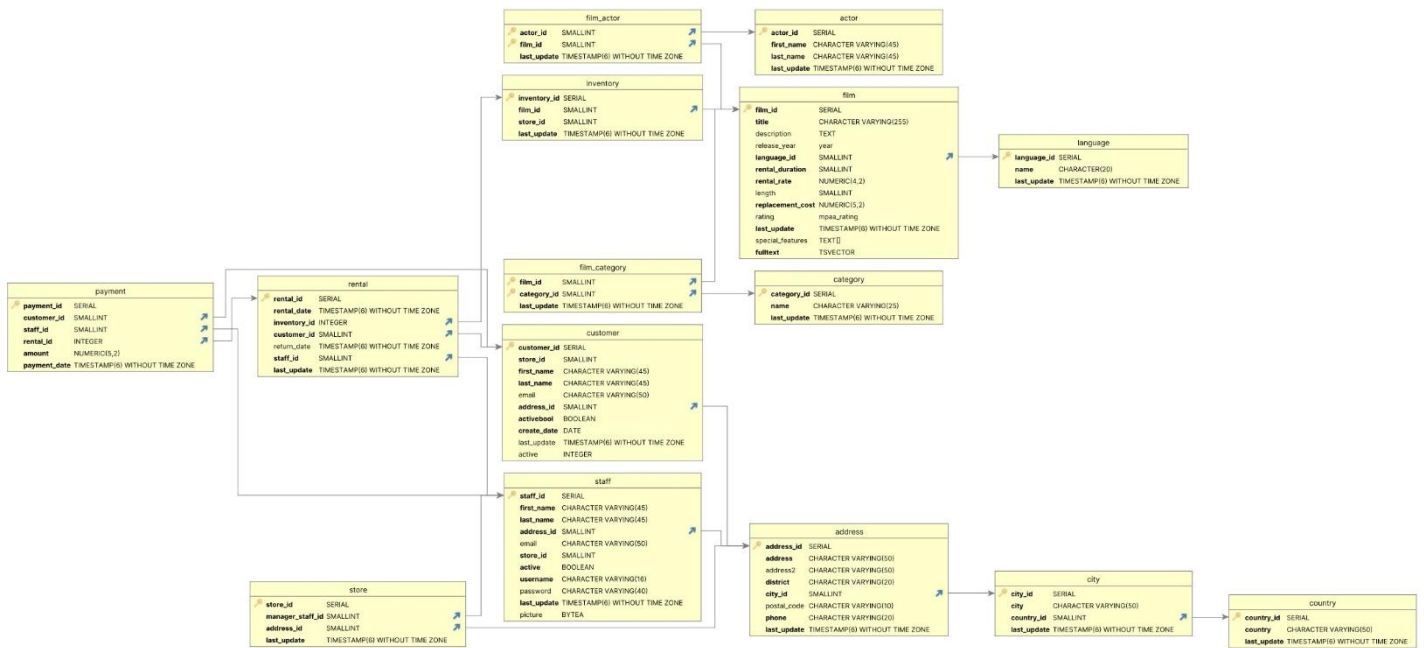 film_actor
actor_id SMALLINT
film_id SMALLINT
last_update TIMESTAMP(6) WITHOUT TIME ZONE
actor
actor_id SERIAL
first_name CHARACTER VARYING(45)
last_name CHARACTER VARYING(45)
last_update TIMESTAMP(6) WITHOUT TIME ZONE
inventory
inventory_id SERIAL
film_id SMALLINT
store_id SMALLINT
last_update TIMESTAMP(6) WITHOUT TIME ZONE
film
film_id SERIAL
title CHARACTER VARYING(255)
description TEXT
release_year year
language_id SMALLINT
rental_duration SMALLINT
rental_rate NUMERIC(4,2)
length SMALLINT
replacement_cost NUMERIC(5,2)
rating mpaa_rating
last_update TIMESTAMP(6) WITHOUT TIME ZONE
special_features TEXT[]
fulltext TSVECTOR
language
language_id SERIAL
name CHARACTER(20)
last_update TIMESTAMP(6) WITHOUT TIME ZONE
film_category
film_id SMALLINT
category_id SMALLINT
last_update TIMESTAMP(6) WITHOUT TIME ZONE
category
category_id SERIAL
name CHARACTER VARYING(25)
last_update TIMESTAMP(6) WITHOUT TIME ZONE
payment
payment_id SERIAL
customer_id SMALLINT
staff_id SMALLINT
rental_id INTEGER
amount NUMERIC(5,2)
payment_date TIMESTAMP(6) WITHOUT TIME ZONE
rental
rental_id SERIAL
rental_date TIMESTAMP(6) WITHOUT TIME ZONE
inventory_id INTEGER
customer_id SMALLINT
return_date TIMESTAMP(6) WITHOUT TIME ZONE
staff_id SMALLINT
last_update TIMESTAMP(6) WITHOUT TIME ZONE
customer
customer_id SERIAL
store_id SMALLINT
first_name CHARACTER VARYING(45)
last_name CHARACTER VARYING(45)
email CHARACTER VARYING(50)
address_id SMALLINT
activebool BOOLEAN
create_date DATE
last_update TIMESTAMP(6) WITHOUT TIME ZONE
active INTEGER
staff
staff_id SERIAL
first_name CHARACTER VARYING(45)
last_name CHARACTER VARYING(45)
address_id SMALLINT
email CHARACTER VARYING(50)
store_id SMALLINT
active BOOLEAN
username CHARACTER VARYING(16)
password CHARACTER VARYING(40)
last_update TIMESTAMP(6) WITHOUT TIME ZONE
picture BYTEA
store
store_id SERIAL
manager_staff_id SMALLINT
address_id SMALLINT
last_update TIMESTAMP(6) WITHOUT TIME ZONE
address
address_id SERIAL
address CHARACTER VARYING(50)
address2 CHARACTER VARYING(50)
district CHARACTER VARYING(20)
city_id SMALLINT
postal_code CHARACTER VARYING(10)
phone CHARACTER VARYING(20)
last_update TIMESTAMP(6) WITHOUT TIME ZONE
city
city_id SERIAL
city CHARACTER VARYING(50)
country_id SMALLINT
last_update TIMESTAMP(6) WITHOUT TIME ZONE
country
country_id SERIAL
country CHARACTER VARYING(50)
last_update TIMESTAMP(6) WITHOUT TIME ZONE